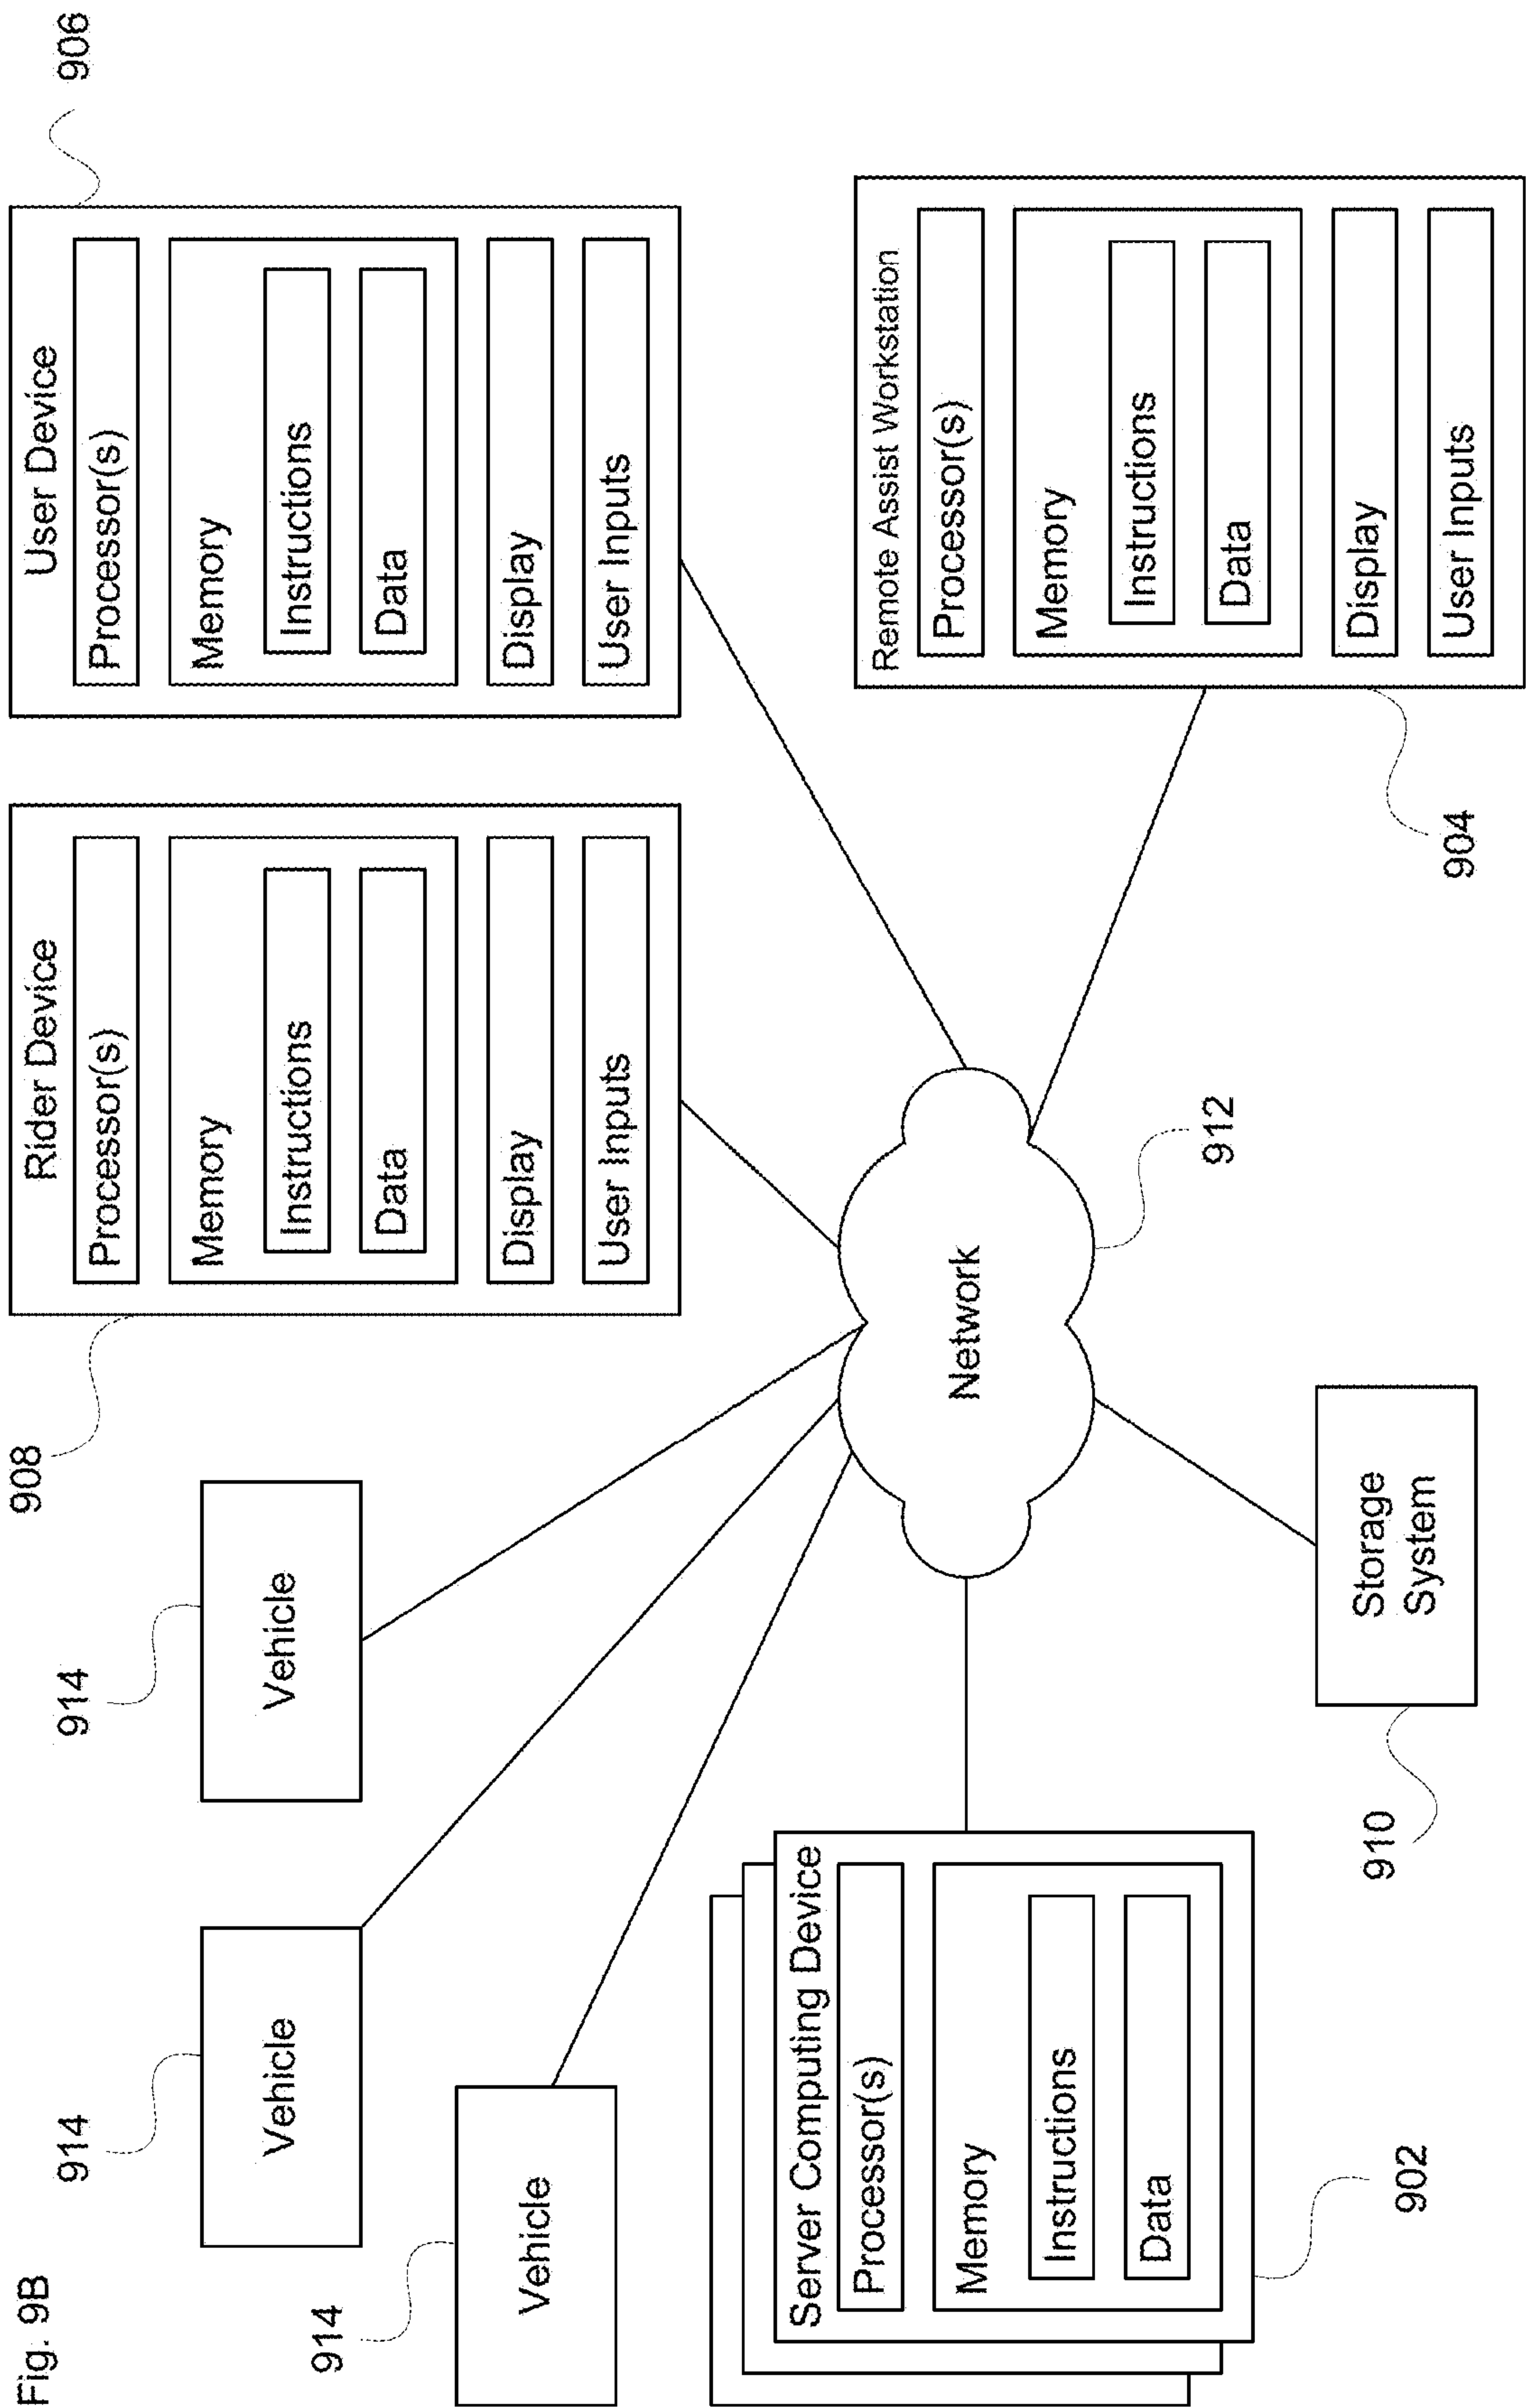 Fig. 9B
914
Vehicle
914
Vehicle
914
Vehicle
908
Rider Device
Processor(s)
Memory
Instructions
Data
Display
User Inputs
906
User Device
Processor(s)
Memory
Instructions
Data
Display
User Inputs
Network
912
Server Computing Device
Processor(s)
Memory
Instructions
Data
902
Storage
System
910
Remote Assist Workstation
Processor(s)
Memory
Instructions
Data
Display
User Inputs
904